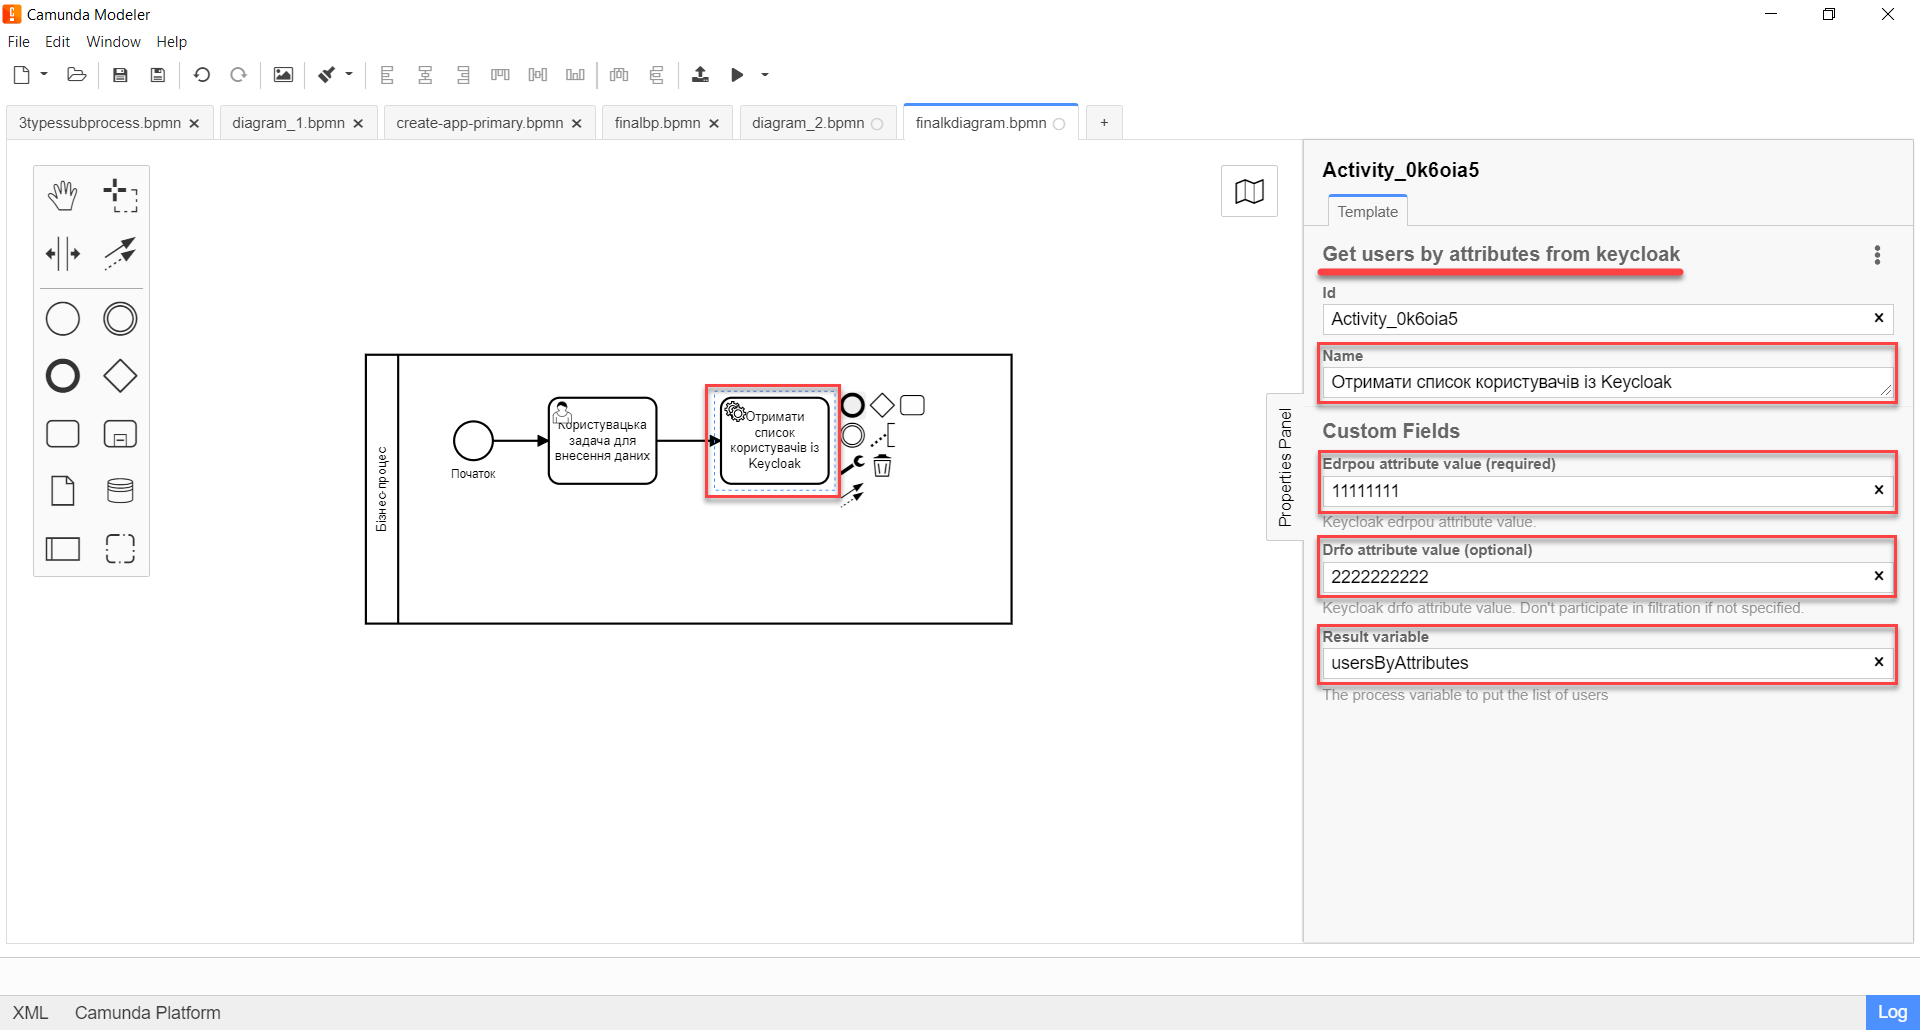 Camunda Modeler
File Edit Window Help
3typessubprocess.bpmn
diagram_1.bpmn
create-app-primary.bpmn
finalbp.bpmn
diagram_2.bpmn
finalkdiagram.bpmn
+
Бізнес-процес
Початок
Користувацька
задача для
внесення даних
Отримати
список
користувачів із
Keycloak
Properties Panel
Activity_0k6oia5
Template
Get users by attributes from keycloak
Id
Activity_0k6oia5
Name
Отримати список користувачів із Keycloak
Custom Fields
Edrpou attribute value (required)
11111111
Keycloak edrpou attribute value.
Drfo attribute value (optional)
2222222222
Keycloak drfo attribute value. Don't participate in filtration if not specified.
Result variable
usersByAttributes
The process variable to put the list of users
XML Camunda Platform
Log